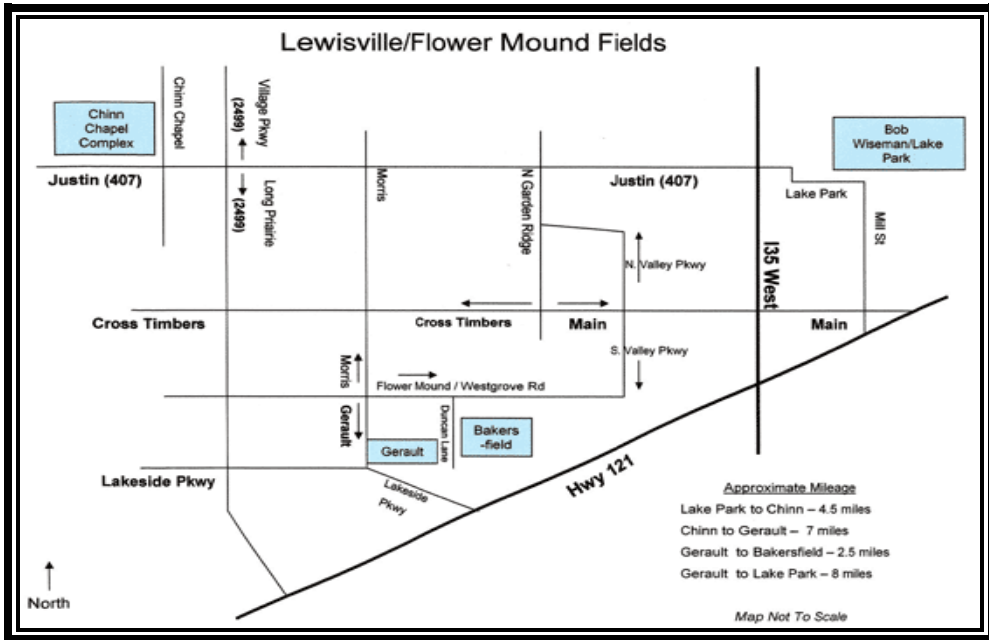 Lewisville/Flower Mound Fields
Chinn
Chapel
Complex
Chinn Chapel
(2499)
Village Pkwy
Bob
Wiseman/Lake
Park
Justin (407)
(2499)
Long Priairie
Morris
N Garden Ridge
Justin (407)
Lake Park
Mill St
I35 West
N. Valley Pkwy
Cross Timbers
Cross Timbers
Main
Main
S. Valley Pkwy
Morris
Flower Mound / Westgrove Rd
Gerault
Duncan Lane
Bakers
-field
Gerault
Lakeside Pkwy
Lakeside
Pkwy
Hwy 121
Approximate Mileage
Lake Park to Chinn – 4.5 miles
Chinn to Gerault – 7 miles
Gerault to Bakersfield – 2.5 miles
Gerault to Lake Park – 8 miles
North
Map Not To Scale